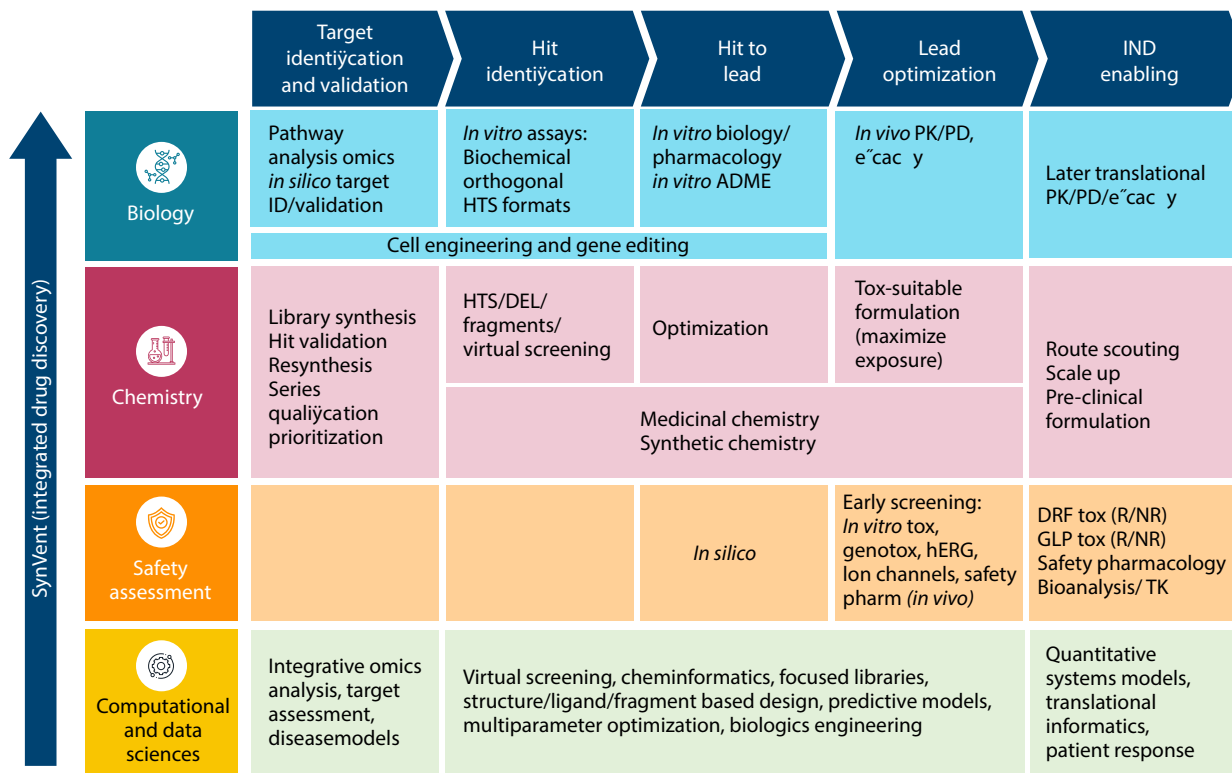 Target
identiÿcation
and validation
Hit
identiÿcation
Hit to
lead
Lead
optimization
IND
enabling
SynVent (integrated drug discovery)
Biology
Pathway
analysis omics
in silico target
ID/validation
In vitro assays:
Biochemical
orthogonal
HTS formats
In vitro biology/
pharmacology
in vitro ADME
In vivo PK/PD,
e˝cac y
Later translational
PK/PD/e˝cac y
Cell engineering and gene editing
Chemistry
Library synthesis
Hit validation
Resynthesis
Series
qualiÿcation
prioritization
HTS/DEL/
fragments/
virtual screening
Optimization
Tox-suitable
formulation
(maximize
exposure)
Route scouting
Scale up
Pre-clinical
formulation
Medicinal chemistry
Synthetic chemistry
Safety
assessment
In silico
Early screening:
In vitro tox,
genotox, hERG,
Ion channels, safety
pharm (in vivo)
DRF tox (R/NR)
GLP tox (R/NR)
Safety pharmacology
Bioanalysis/ TK
Computational
and data
sciences
Integrative omics
analysis, target
assessment,
diseasemodels
Virtual screening, cheminformatics, focused libraries,
structure/ligand/fragment based design, predictive models,
multiparameter optimization, biologics engineering
Quantitative
systems models,
translational
informatics,
patient response